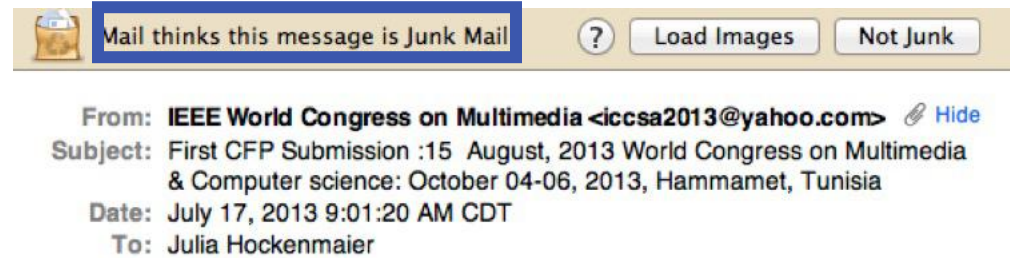 Mail thinks this message is Junk Mail ? Load Images Not Junk
From: IEEE World Congress on Multimedia <iccsa2013@yahoo.com> Hide
Subject: First CFP Submission :15 August, 2013 World Congress on Multimedia
& Computer science: October 04-06, 2013, Hammamet, Tunisia
Date: July 17, 2013 9:01:20 AM CDT
To: Julia Hockenmaier